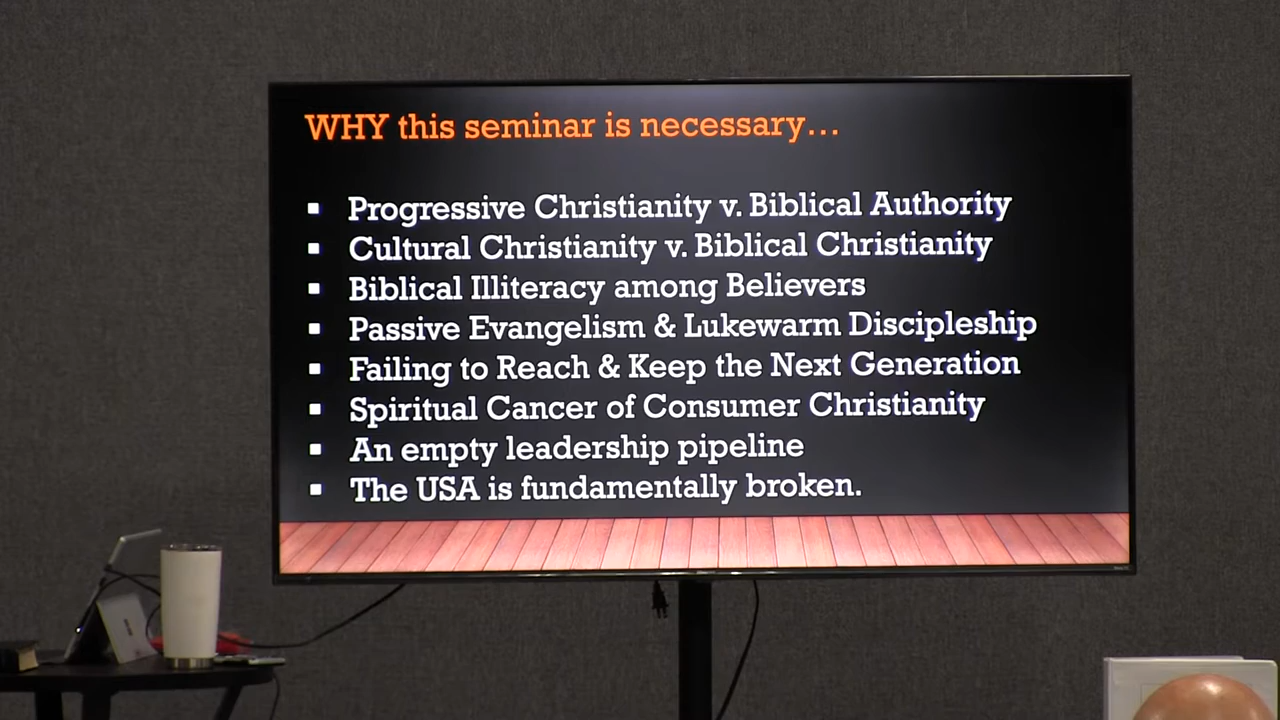 WHY this seminar is necessary...
▪ Progressive Christianity v. Biblical Authority
▪ Cultural Christianity v. Biblical Christianity
▪ Biblical Illiteracy among Believers
▪ Passive Evangelism & Lukewarm Discipleship
▪ Failing to Reach & Keep the Next Generation
▪ Spiritual Cancer of Consumer Christianity
▪ An empty leadership pipeline
▪ The USA is fundamentally broken.